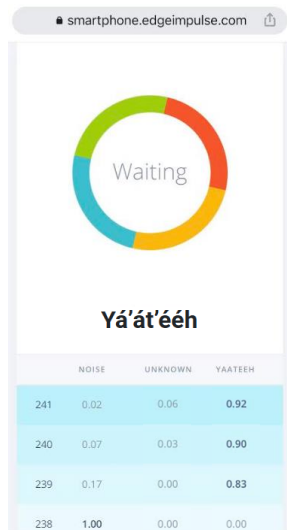 smartphone.edgeimpulse.com
Waiting
Yá’át’ééh
NOISE UNKNOWN YAATEEH
241 0.02 0.06 0.92
240 0.07 0.03 0.90
239 0.17 0.00 0.83
238 1.00 0.00 0.00